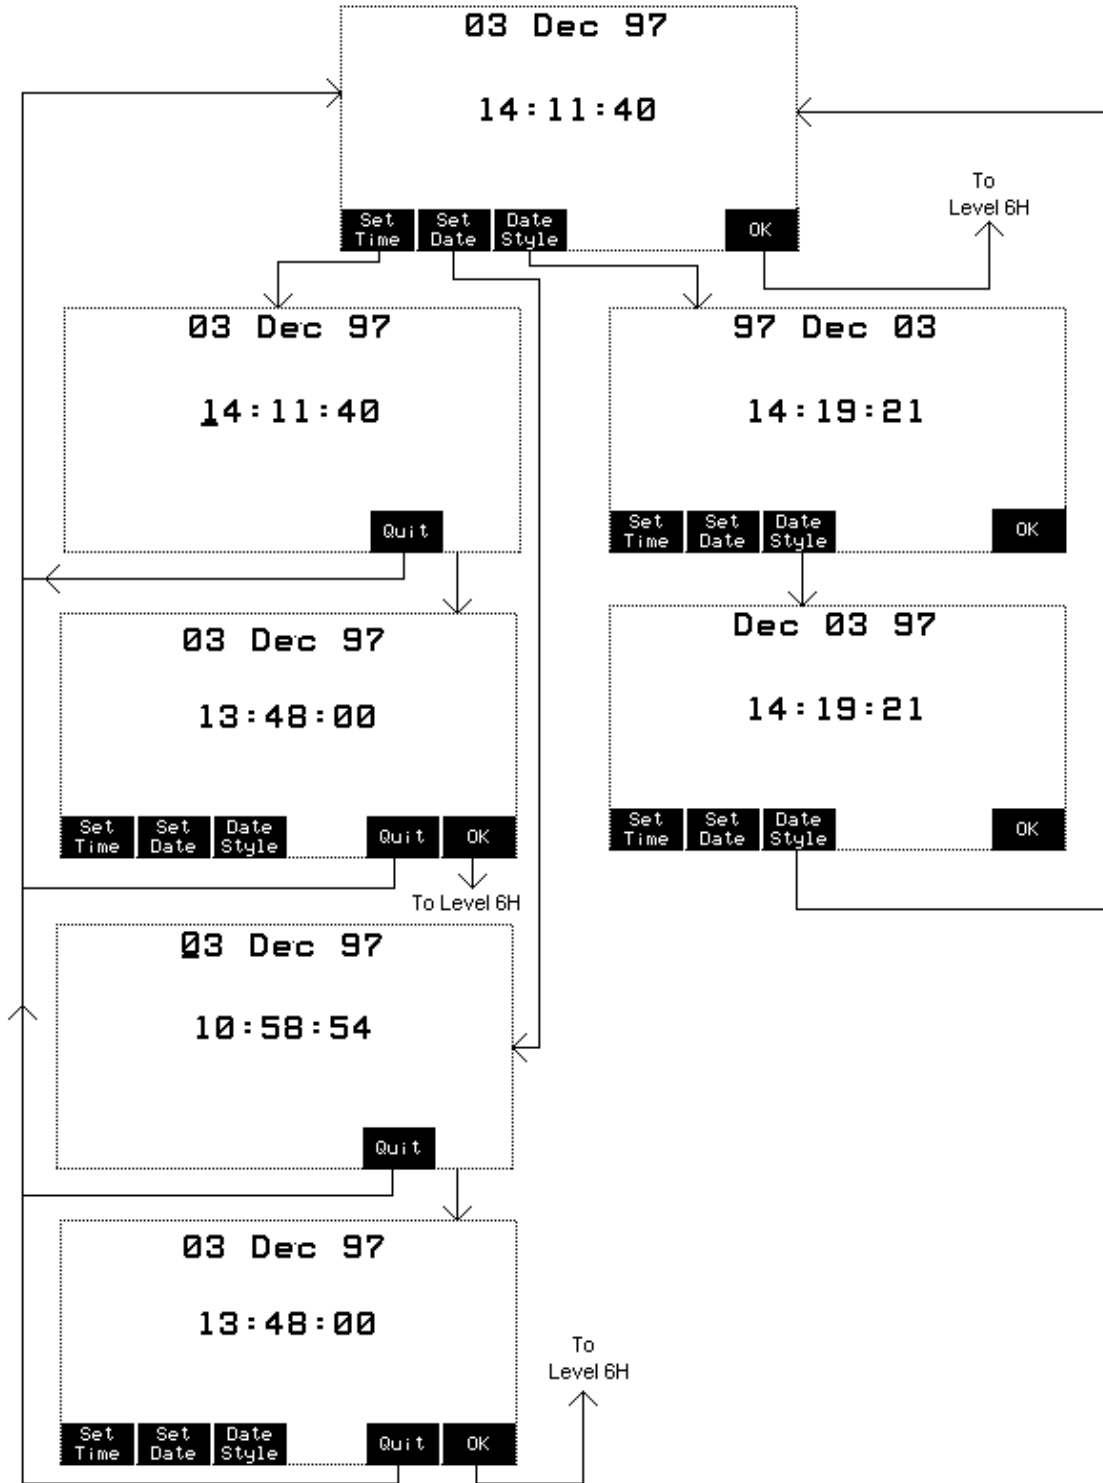 03 Dec 97
14:11:40
Set Time
Set Date
Date Style
OK
To
Level 6H
03 Dec 97
14:11:40
Quit
97 Dec 03
14:19:21
Set Time
Set Date
Date Style
OK
03 Dec 97
13:48:00
Set Time
Set Date
Date Style
Quit
OK
To Level 6H
Dec 03 97
14:19:21
Set Time
Set Date
Date Style
OK
03 Dec 97
10:58:54
Quit
03 Dec 97
13:48:00
Set Time
Set Date
Date Style
Quit
OK
To
Level 6H